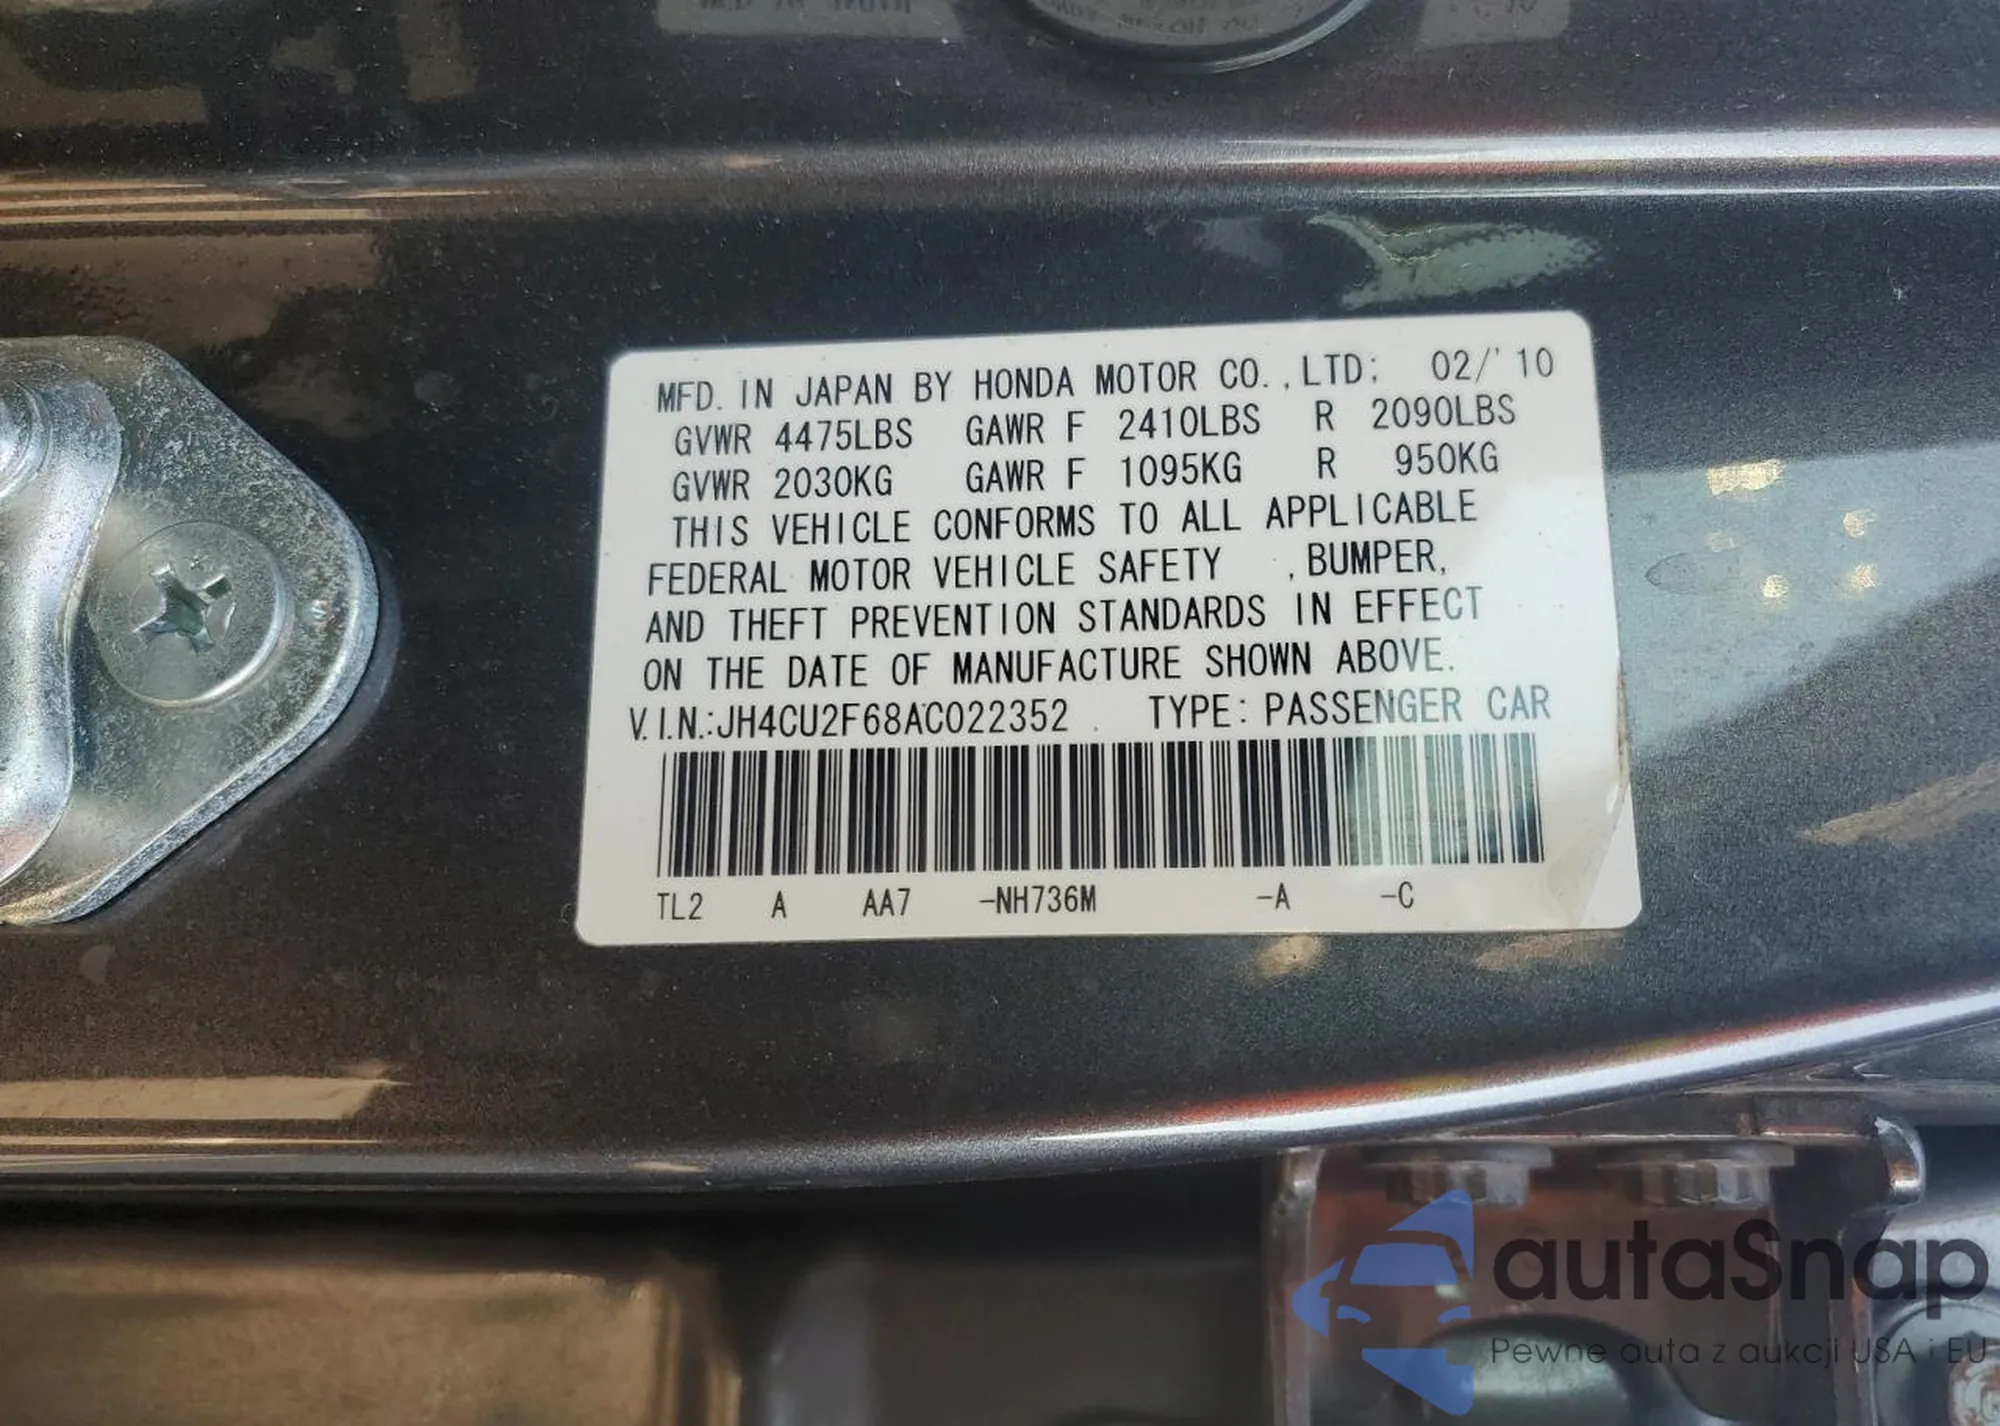 MFD. IN JAPAN BY HONDA MOTOR CO.,LTD; 02/'10
GVWR 4475LBS GAWR F 2410LBS R 2090LBS
GVWR 2030KG GAWR F 1095KG R 950KG
THIS VEHICLE CONFORMS TO ALL APPLICABLE
FEDERAL MOTOR VEHICLE SAFETY ,BUMPER,
AND THEFT PREVENTION STANDARDS IN EFFECT
ON THE DATE OF MANUFACTURE SHOWN ABOVE.
V.I.N.:JH4CU2F68AC022352 TYPE: PASSENGER CAR
TL2 A AA7 -NH736M -A -C
autaSnap
Pewne auta z aukcji USA i EU